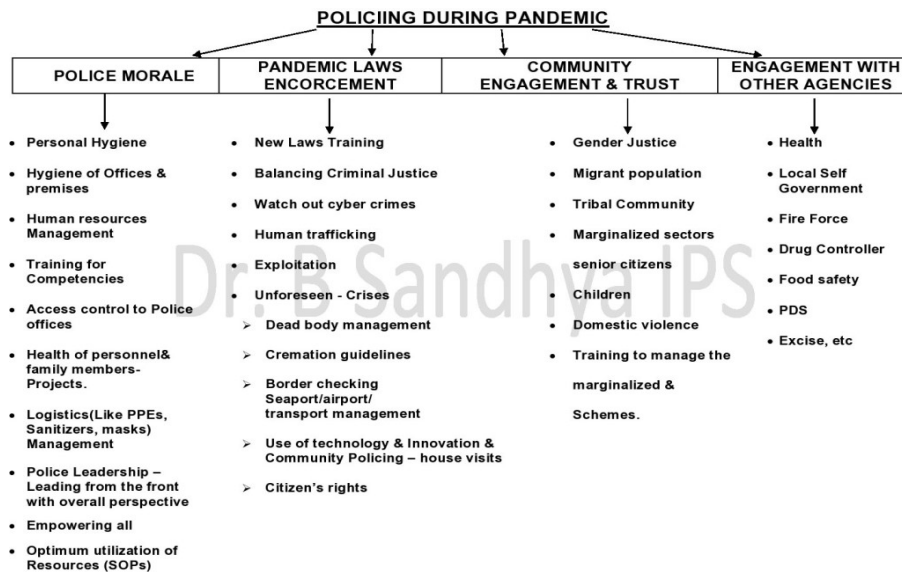 POLICIING DURING PANDEMIC
POLICE MORALE
PANDEMIC LAWS
ENCORCEMENT
COMMUNITY
ENGAGEMENT & TRUST
ENGAGEMENT WITH
OTHER AGENCIES
• Personal Hygiene
• Hygiene of Offices &
premises
• Human resources
Management
• Training for
Competencies
• Access control to Police
offices
• Health of personnel&
family members-
Projects.
• Logistics(Like PPEs,
Sanitizers, masks)
Management
• Police Leadership –
Leading from the front
with overall perspective
• Empowering all
• Optimum utilization of
Resources (SOPs)
• New Laws Training
• Balancing Criminal Justice
• Watch out cyber crimes
• Human trafficking
• Exploitation
• Unforeseen - Crises
➢ Dead body management
➢ Cremation guidelines
➢ Border checking
Seaport/airport/
transport management
➢ Use of technology & Innovation &
Community Policing – house visits
➢ Citizen's rights
• Gender Justice
• Migrant population
• Tribal Community
• Marginalized sectors
senior citizens
• Children
• Domestic violence
• Training to manage the
marginalized &
Schemes.
• Health
• Local Self
Government
• Fire Force
• Drug Controller
• Food safety
• PDS
• Excise, etc
Dr. B Sandhya IPS